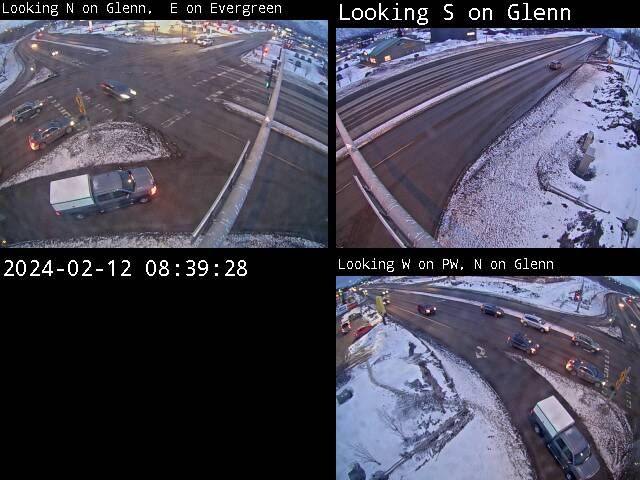 Looking N on Glenn, E on Evergreen
Looking S on Glenn
2024-02-12 08:39:28
Looking W on PW, N on Glenn